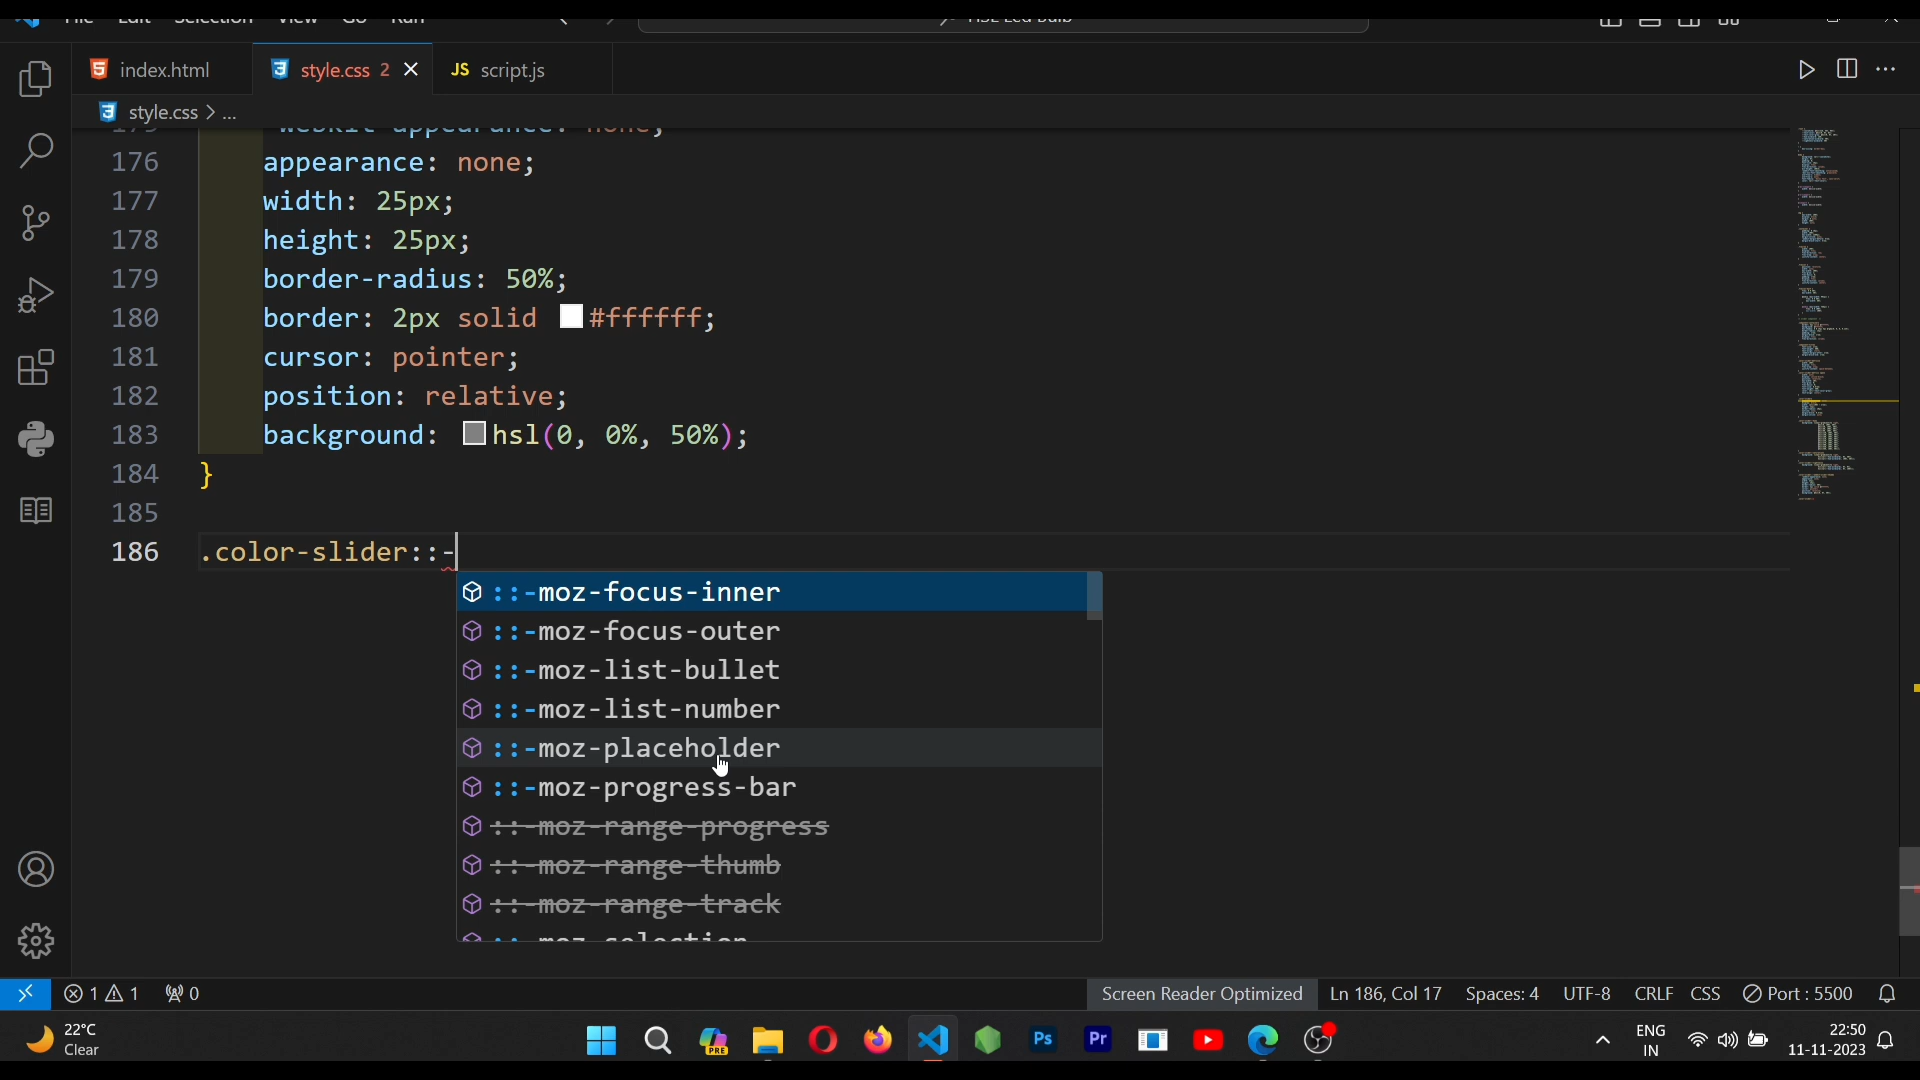 index.html
style.css 2
JS script.js
style.css > ...
176 appearance: none;
177 width: 25px;
178 height: 25px;
179 border-radius: 50%;
180 border: 2px solid #ffffff;
181 cursor: pointer;
182 position: relative;
183 background: hsl(0, 0%, 50%);
184 }
185
186 .color-slider::-
::-moz-focus-inner
::-moz-focus-outer
::-moz-list-bullet
::-moz-list-number
::-moz-placeholder
::-moz-progress-bar
::-moz-range-progress
::-moz-range-thumb
::-moz-range-track
1 1 0
Screen Reader Optimized Ln 186, Col 17 Spaces: 4 UTF-8 CRLF CSS Port : 5500
22°C
Clear
PRE
Ps
Pr
ENG
IN
22:50
11-11-2023